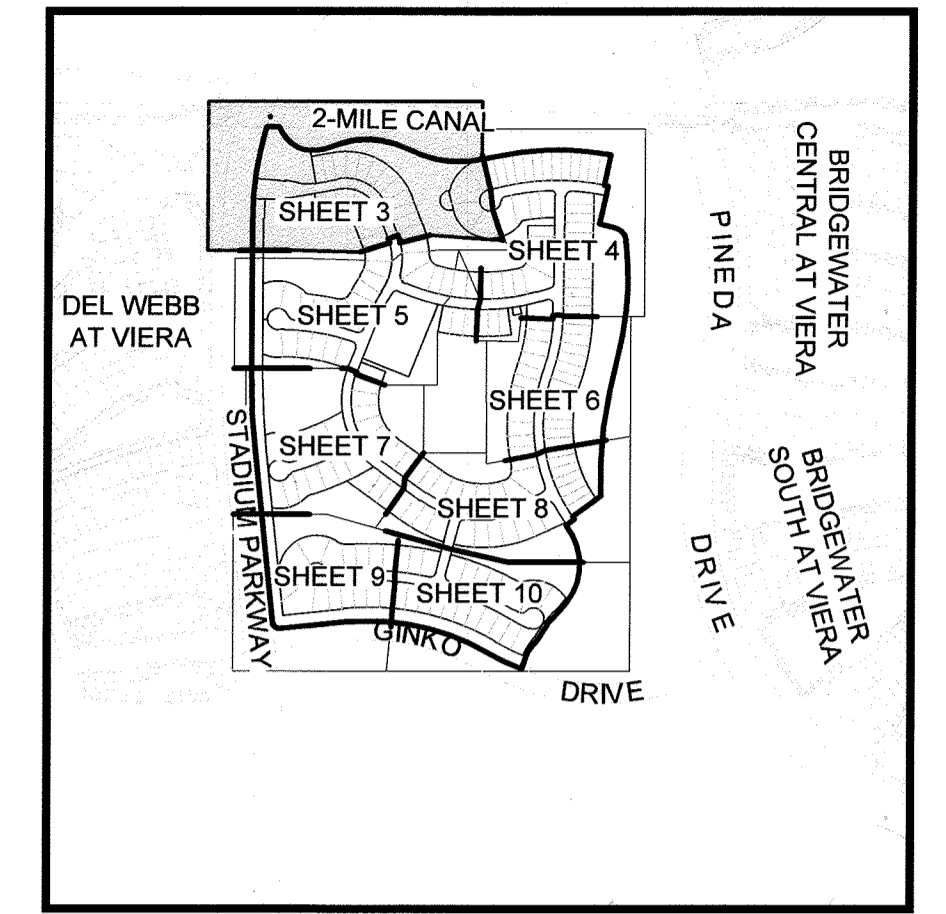 2-MILE CANAL
BRIDGEWATER
CENTRAL AT VIERA
SHEET 3
PINEDA
SHEET 4
DEL WEBB
AT VIERA
SHEET 5
SHEET 6
STADIUM PARKWAY
SHEET 7
BRIDGEWATER
SOUTH AT VIERA
SHEET 8
DRIVE
SHEET 9
SHEET 10
GINKO
DRIVE